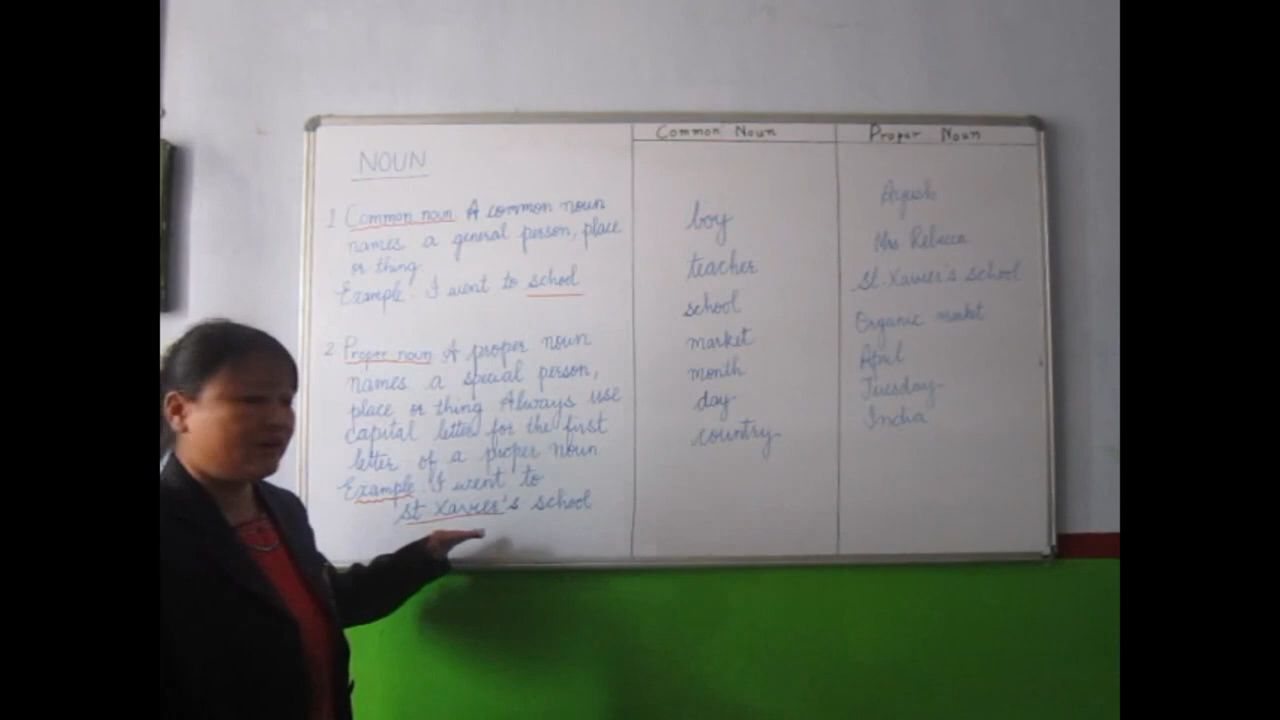 NOUN
1 Common noun. A common noun
names a general person, place
or thing.
Example. I went to school
2 Proper noun A proper noun
names a special person,
place or thing Always use
capital letter for the first
letter of a proper noun
Example. I went to
St Xavier's school
Common Noun
boy
teacher
school
market
month
day
country
Proper Noun
Ayush
Mrs Rebecca
St. Xavier's school
Organic market
April
Tuesday
India